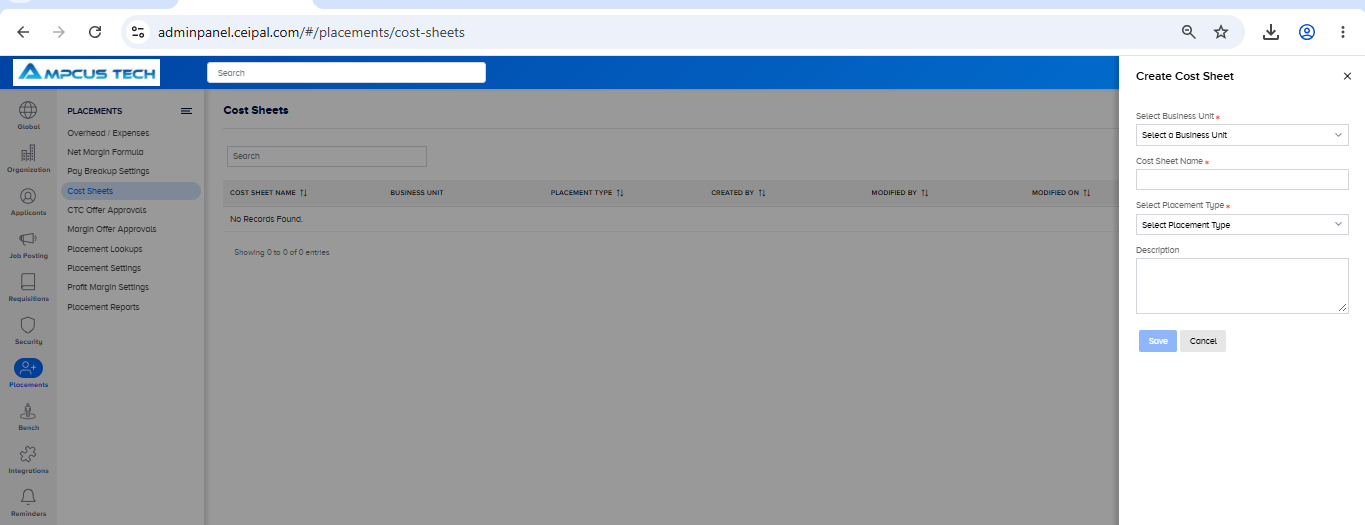 adminpanel.ceipal.com/#/placements/cost-sheets
AMPCUS TECH
Search
Global
Organization
Applicants
Job Posting
Requisitions
Security
Placements
Bench
Integrations
Reminders
PLACEMENTS
Overhead / Expenses
Net Margin Formula
Pay Breakup Settings
Cost Sheets
CTC Offer Approvals
Margin Offer Approvals
Placement Lookups
Placement Settings
Profit Margin Settings
Placement Reports
Cost Sheets
Search
COST SHEET NAME BUSINESS UNIT PLACEMENT TYPE CREATED BY MODIFIED BY MODIFIED ON
No Records Found.
Showing 0 to 0 of 0 entries
Create Cost Sheet
Select Business Unit *
Select a Business Unit
Cost Sheet Name *
Select Placement Type *
Select Placement Type
Description
Save Cancel